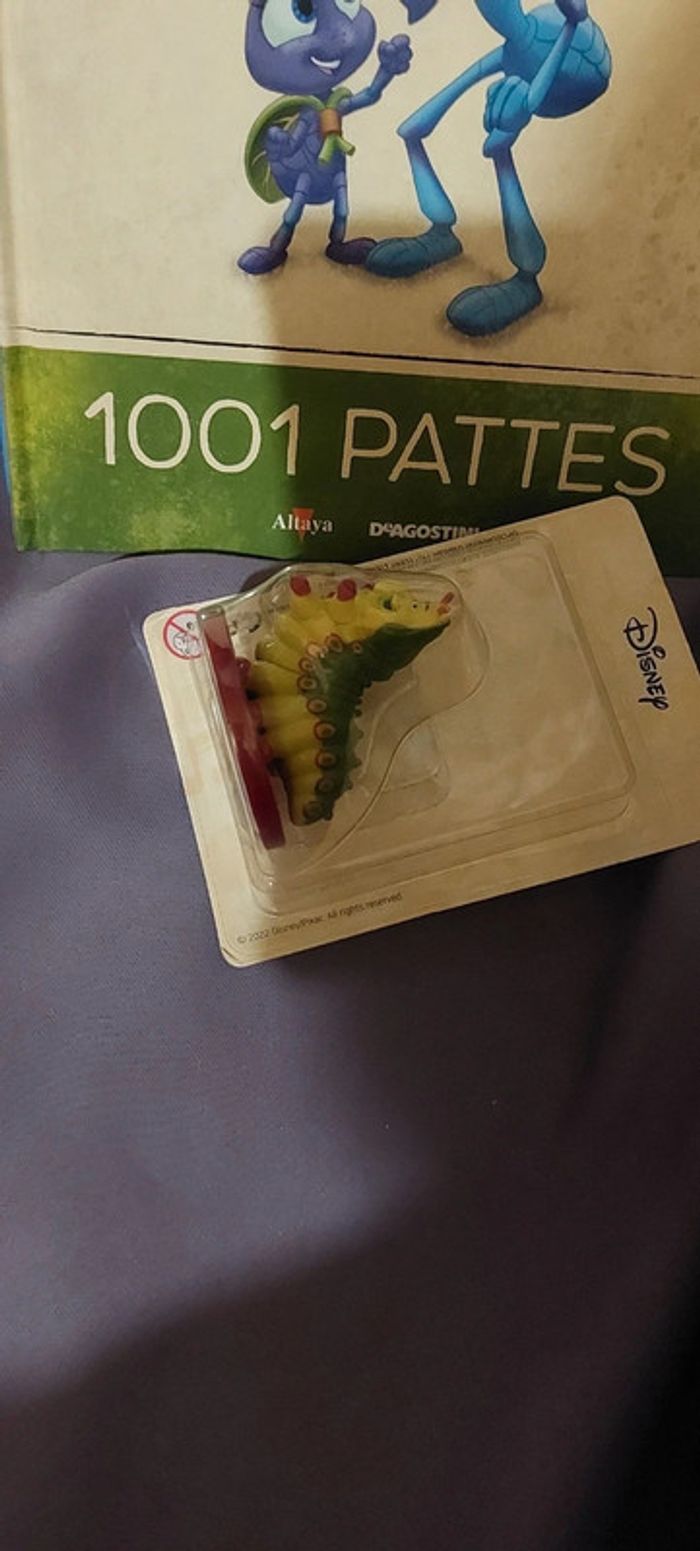 1001 PATTES
Altaya
DeAGOSTINI
Disney
© 2022 Disney/Pixar. All rights reserved.